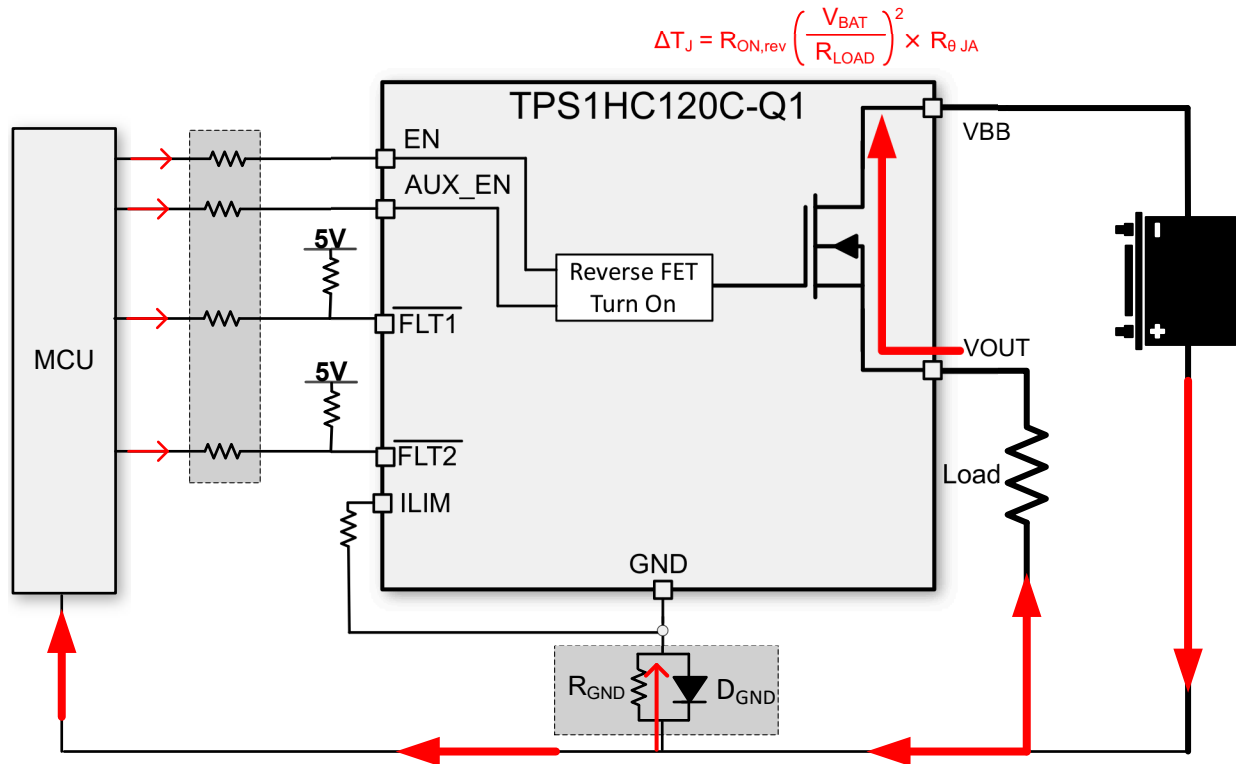 ΔT_J = R_ON,rev (V_BAT / R_LOAD)² × R_θ JA
TPS1HC120C-Q1
EN
VBB
AUX_EN
5V
Reverse FET
Turn On
-
FLT1
+
MCU
VOUT
5V
FLT2
Load
ILIM
GND
R_GND
D_GND